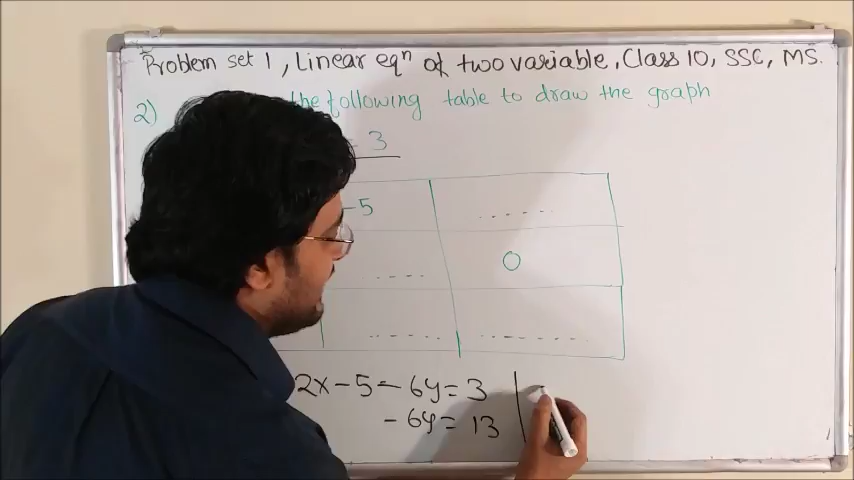 Problem set 1, Linear eqⁿ of two variable, Class 10, SSC, MS.
2) the following table to draw the graph
= 3
-5 .......
.... 0
...... .......
2x - 5 - 6y = 3
- 6y = 13